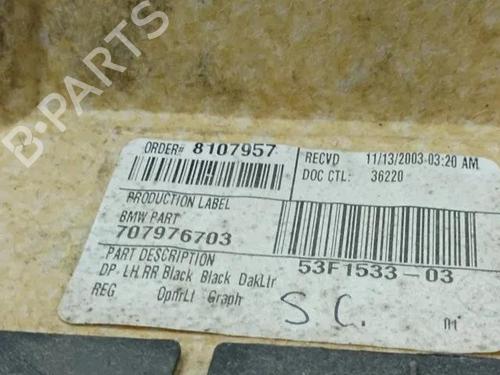 B-PARTS
ORDER# 8107957
RECVD 11/13/2003 03:20 AM
DOC CTL: 36220
PRODUCTION LABEL
BMW PART
707976703
PART DESCRIPTION
53F1533-03
DP- LH.RR Black Black DakLtr
REG OpnrLt Graph
S C.